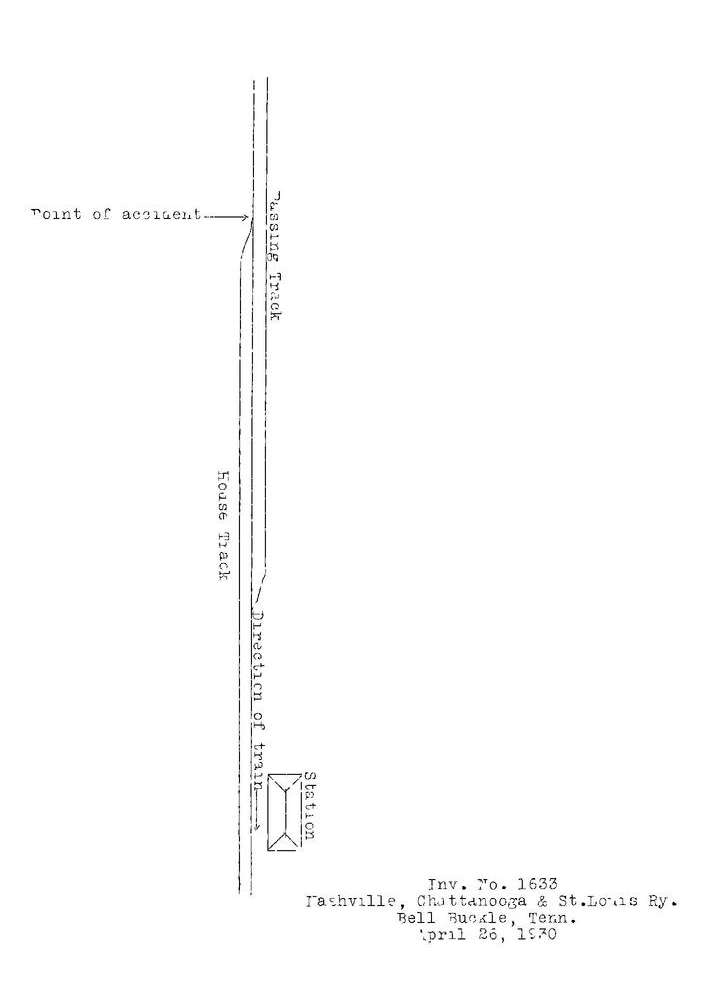 Point of accident
Passing Track
House Track
Direction of train
Station
Inv. No. 1633
Nashville, Chattanooga & St.Louis Ry.
Bell Buckle, Tenn.
April 26, 1930